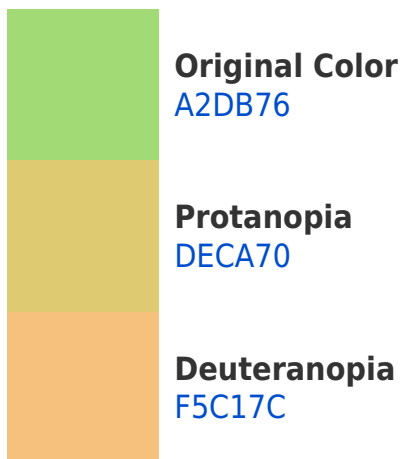 Original Color
A2DB76
Protanopia
DECA70
Deuteranopia
F5C17C